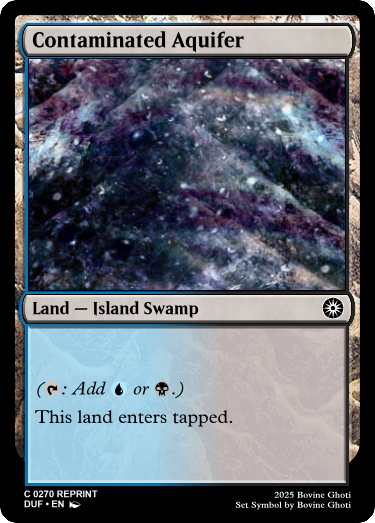 Contaminated Aquifer
Land — Island Swamp
(: Add or .)
This land enters tapped.
C 0270 REPRINT
DUF • EN
2025 Bovine Ghoti
Set Symbol by Bovine Ghoti